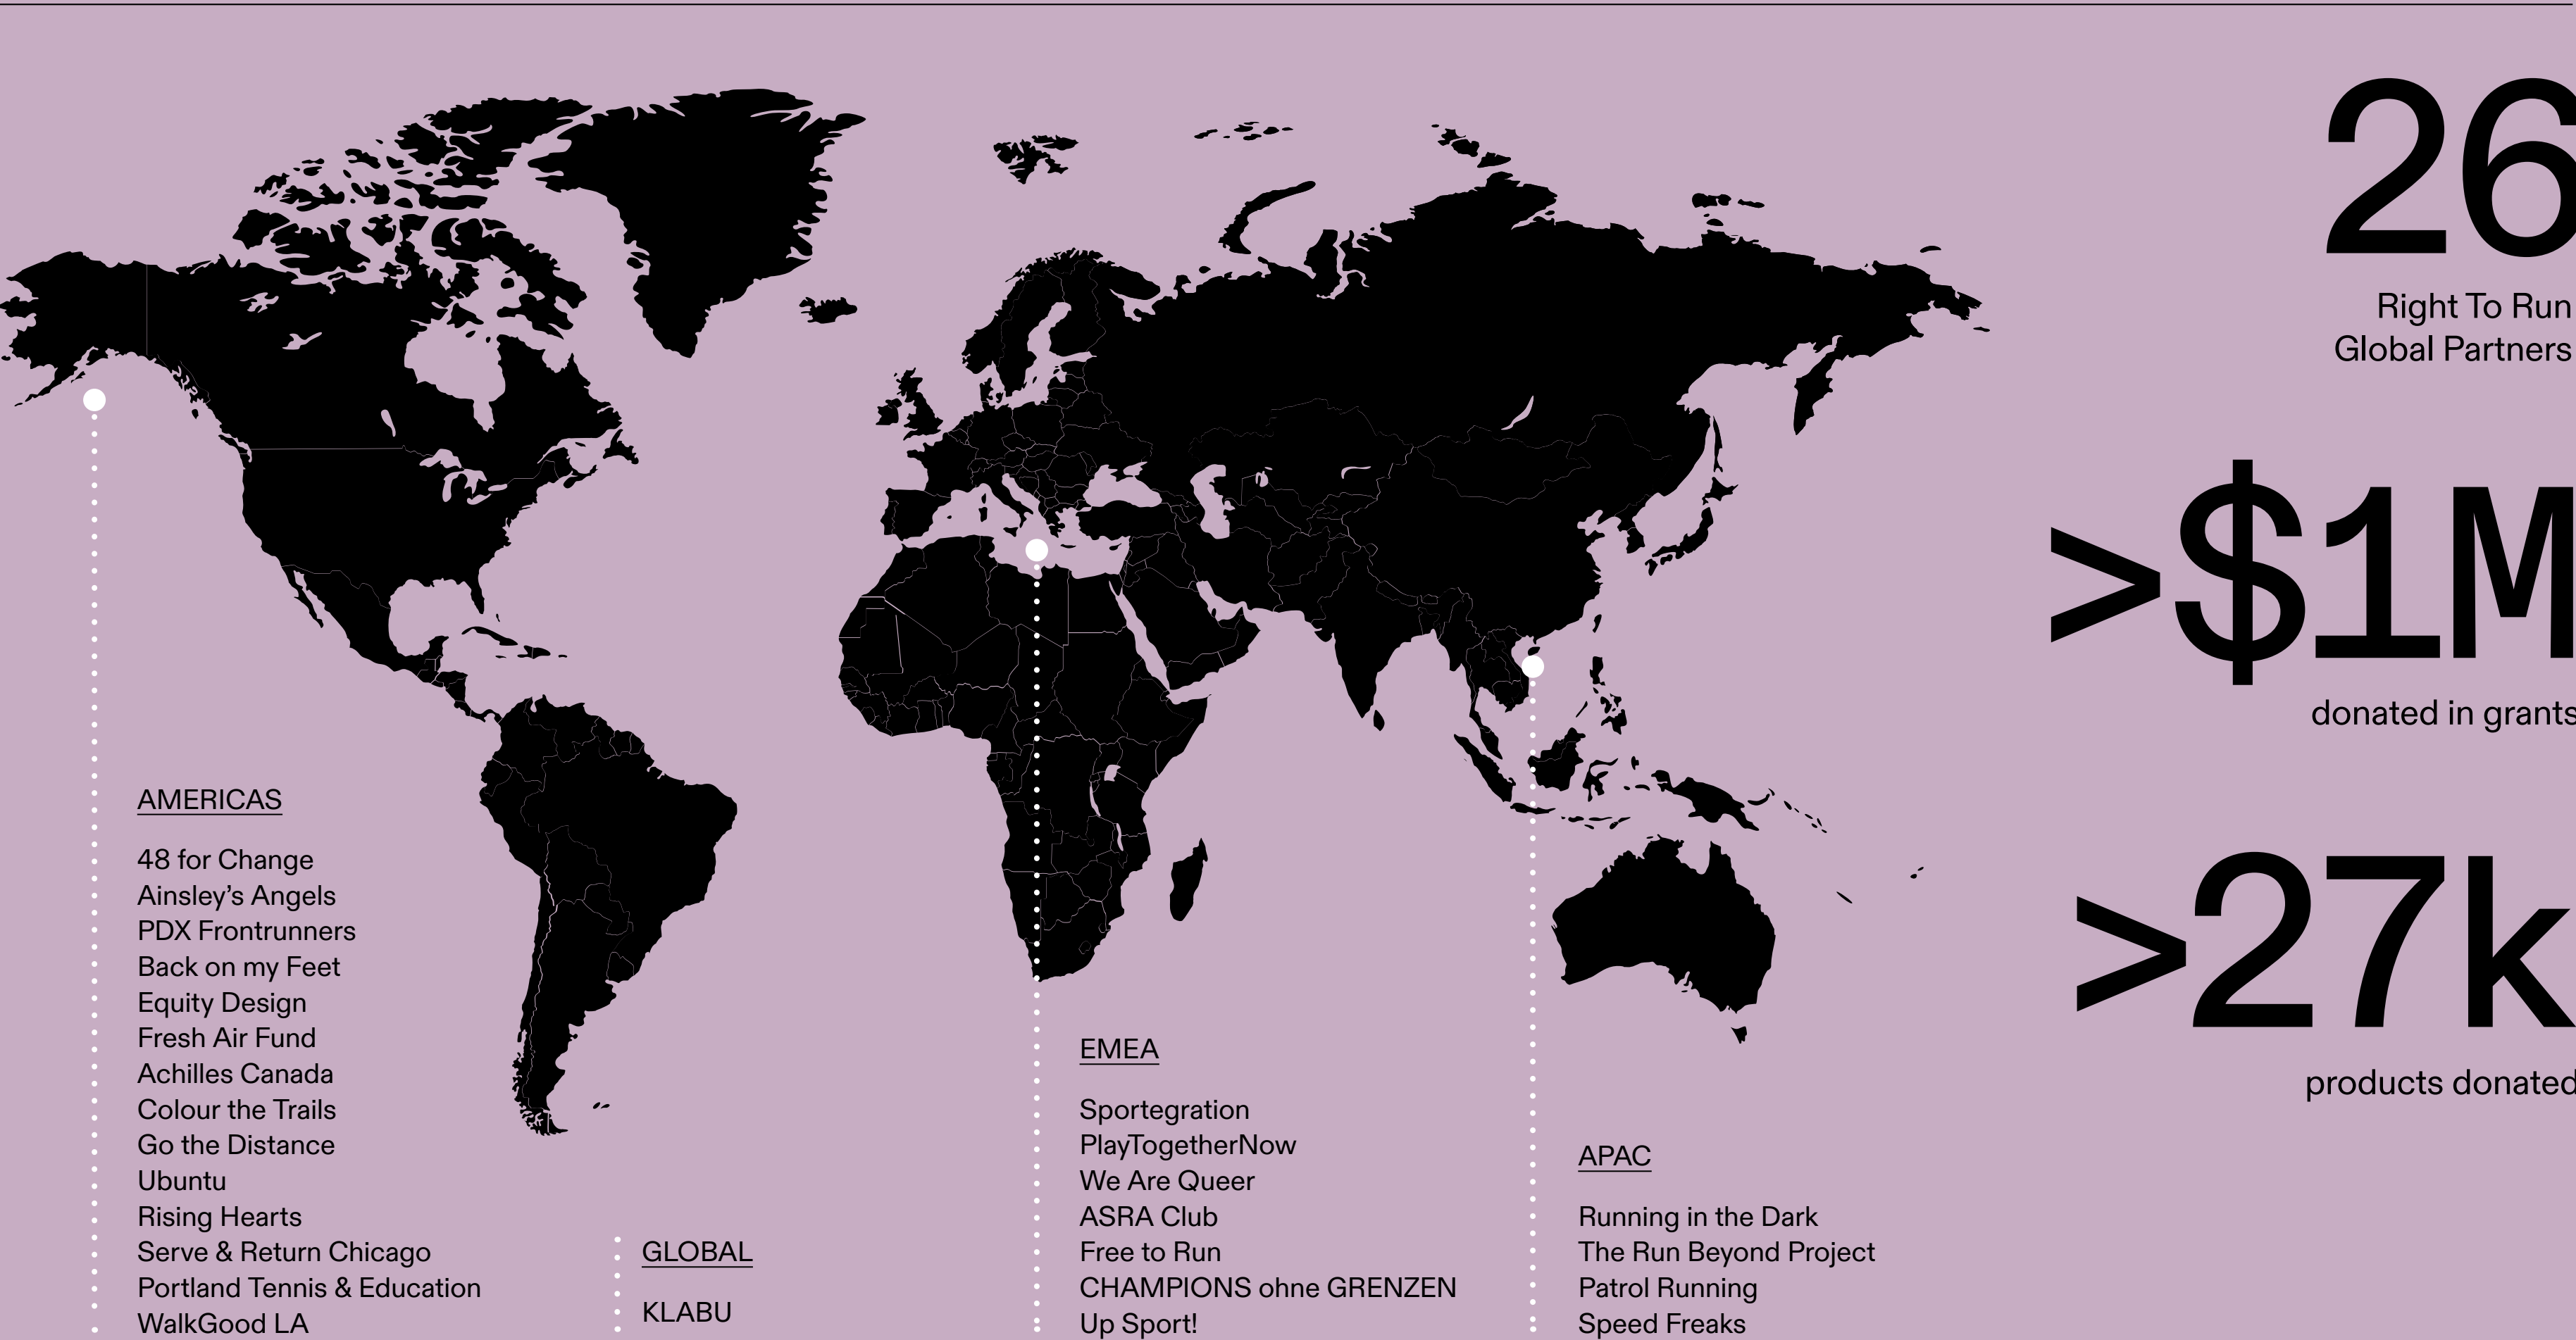 26
Right To Run
Global Partners
>$1M
donated in grants
>27k
products donated
AMERICAS
48 for Change
Ainsley’s Angels
PDX Frontrunners
Back on my Feet
Equity Design
Fresh Air Fund
Achilles Canada
Colour the Trails
Go the Distance
Ubuntu
Rising Hearts
Serve & Return Chicago
Portland Tennis & Education
WalkGood LA
GLOBAL
KLABU
EMEA
Sportegration
PlayTogetherNow
We Are Queer
ASRA Club
Free to Run
CHAMPIONS ohne GRENZEN
Up Sport!
APAC
Running in the Dark
The Run Beyond Project
Patrol Running
Speed Freaks